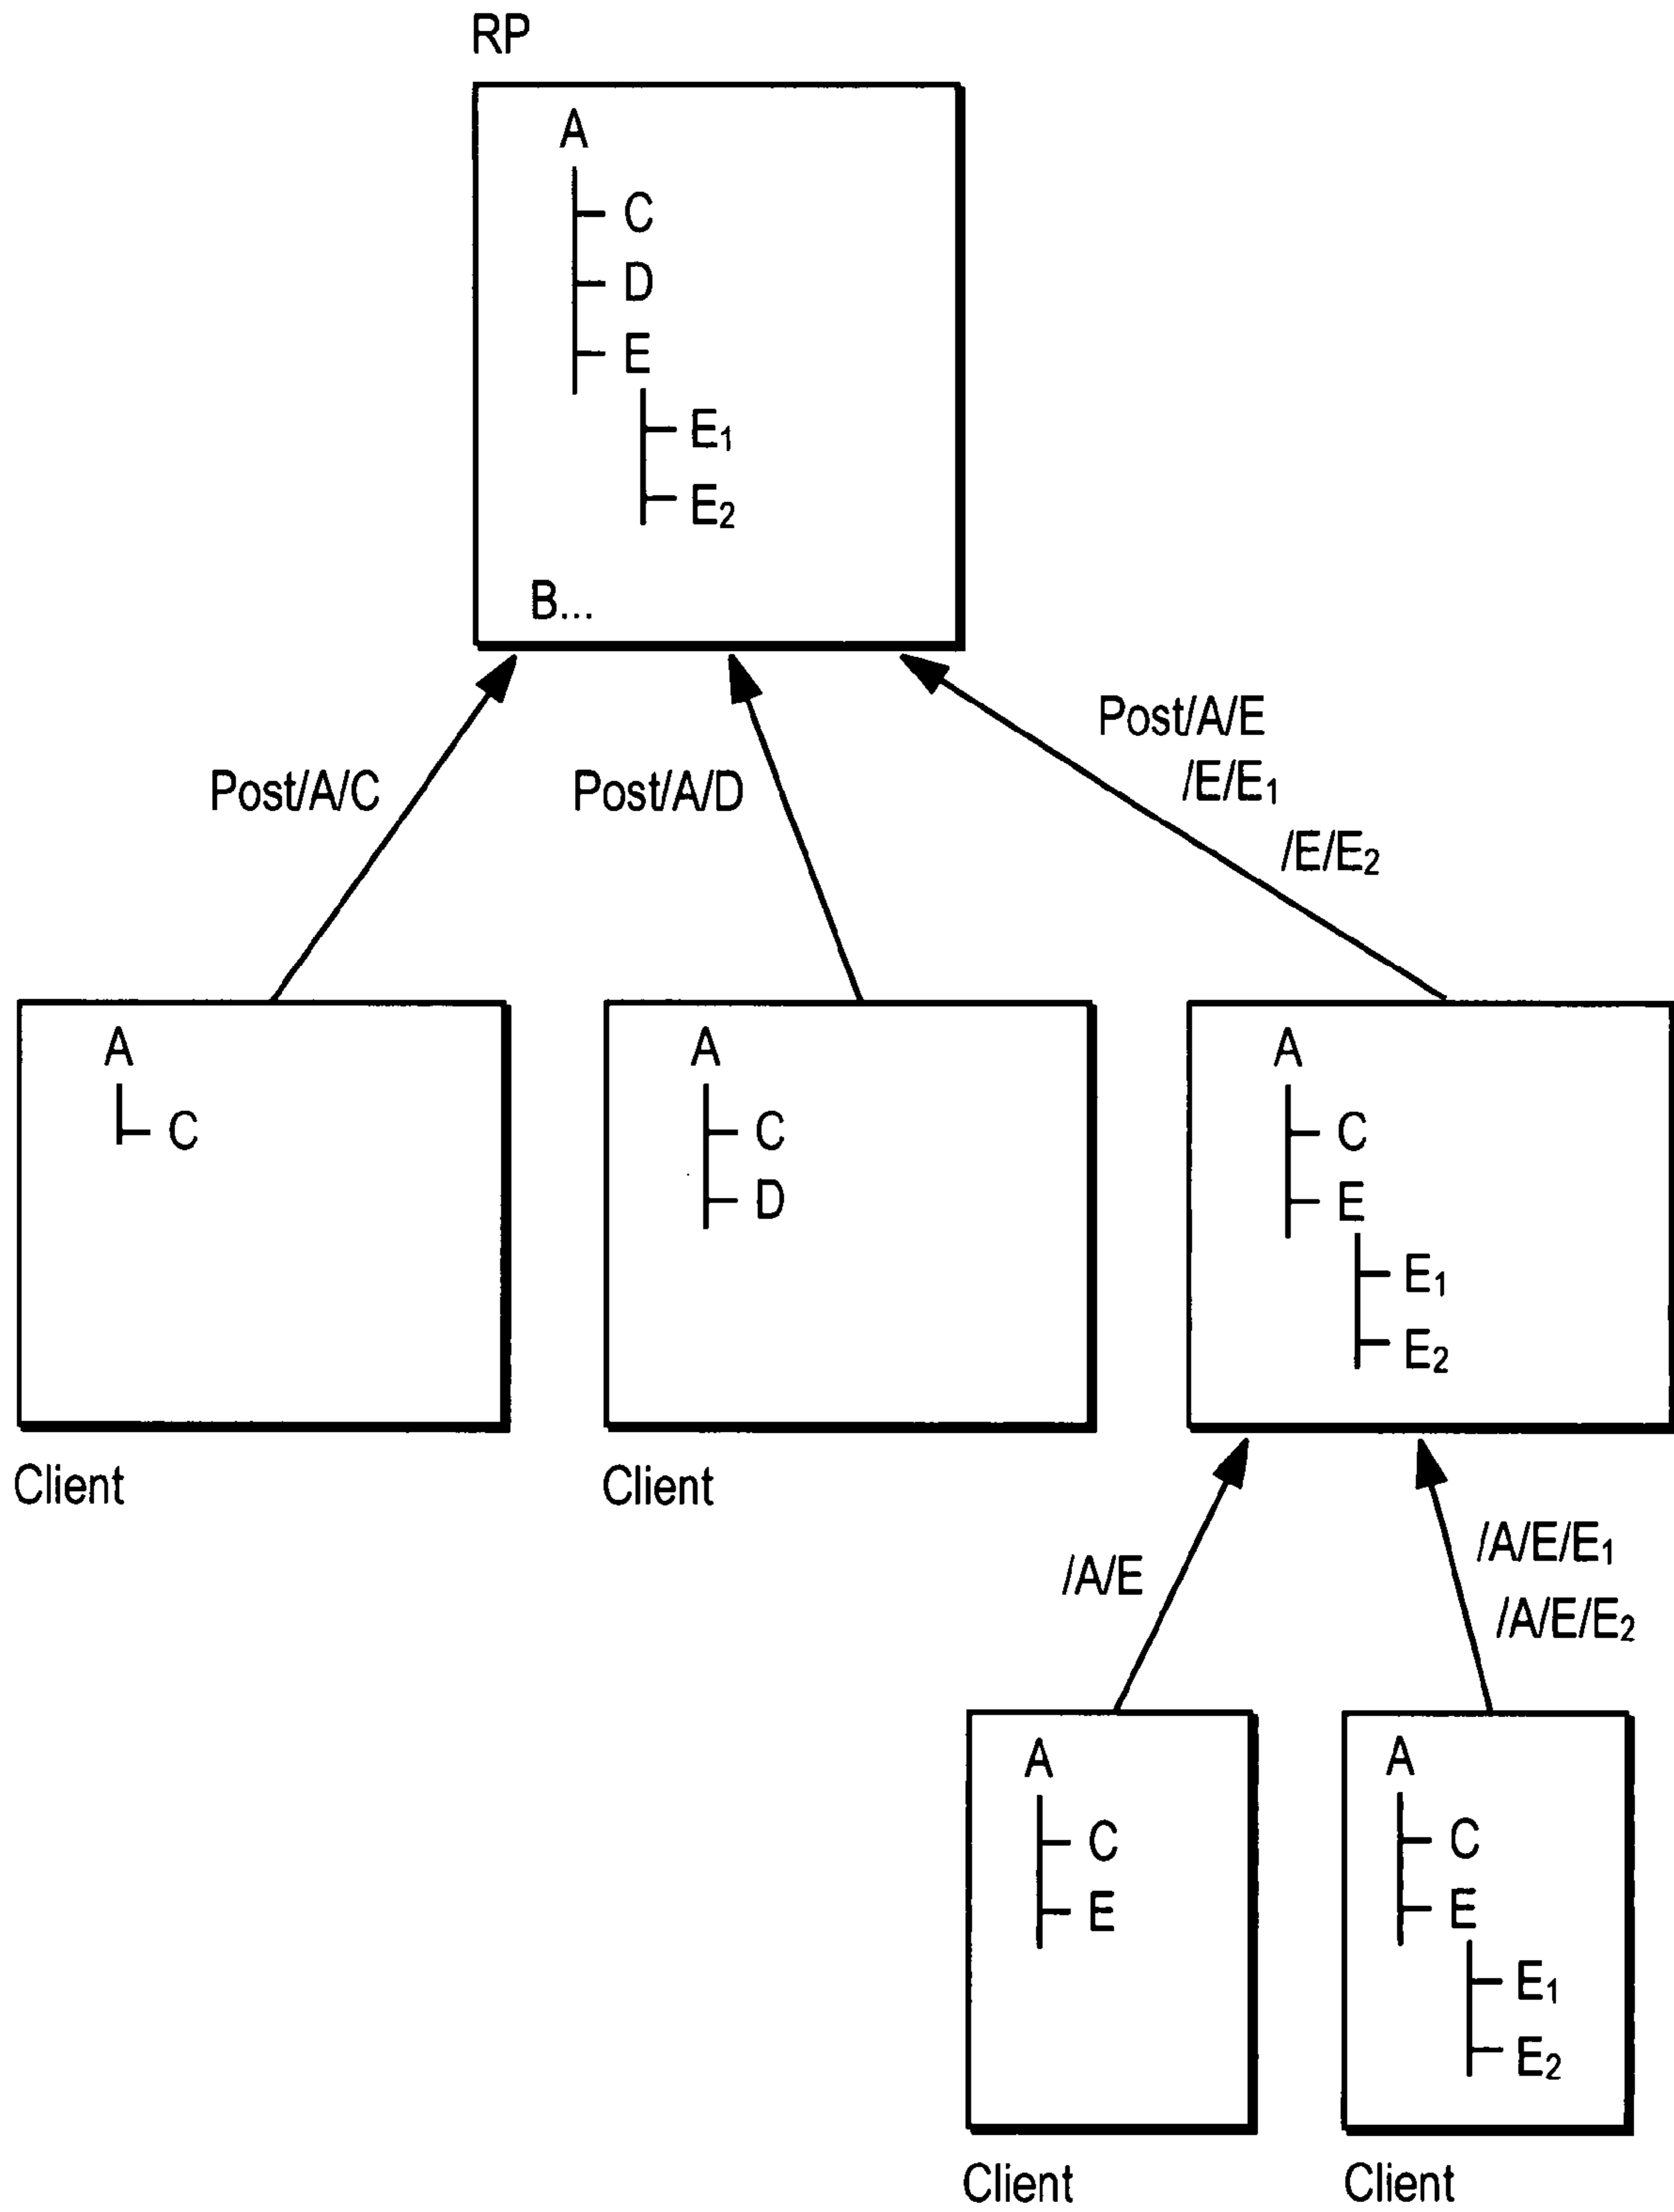 RP
A
C
D
E
E1
E2
B...
Post/A/C
Post/A/D
Post/A/E
/E/E1
/E/E2
A
C
Client
A
C
D
Client
A
C
E
E1
E2
/A/E
/A/E/E1
/A/E/E2
A
C
E
Client
A
C
E
E1
E2
Client